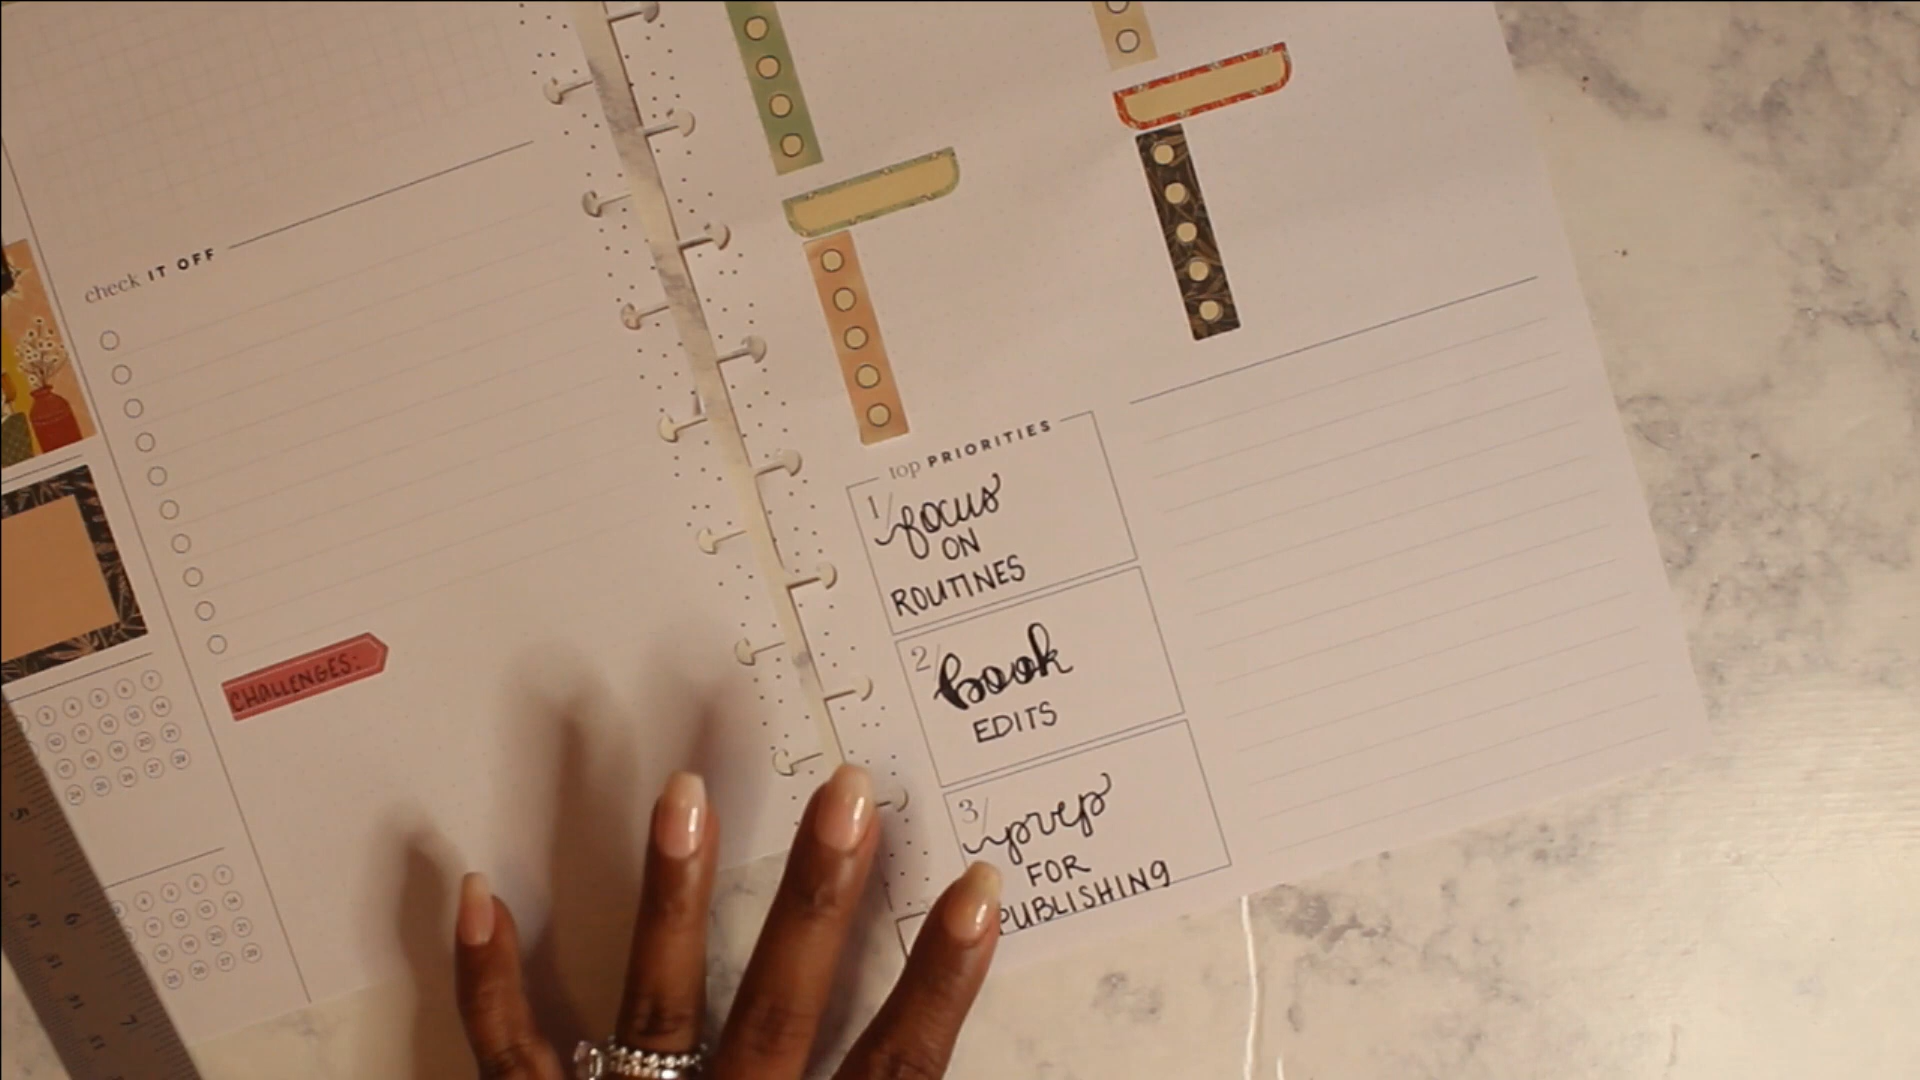 check IT OFF
CHALLENGES:
top PRIORITIES
1/ focus
ON
ROUTINES
2/ book
EDITS
3/ prep
FOR
PUBLISHING